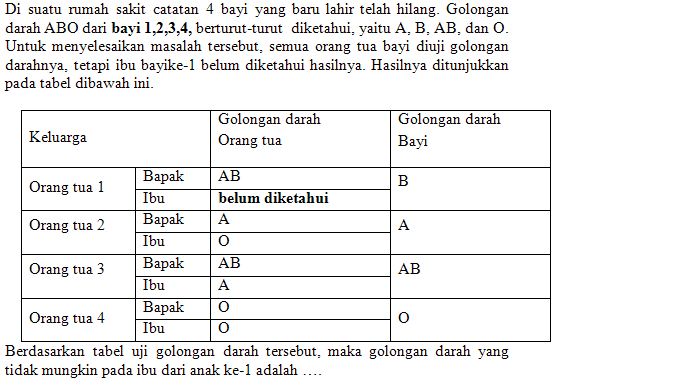 Di suatu rumah sakit catatan 4 bayi yang baru lahir telah hilang. Golongan
darah ABO dari bayi 1,2,3,4, berturut-turut diketahui, yaitu A, B, AB, dan O.
Untuk menyelesaikan masalah tersebut, semua orang tua bayi diuji golongan
darahnya, tetapi ibu bayike-1 belum diketahui hasilnya. Hasilnya ditunjukkan
pada tabel dibawah ini.
Keluarga
Golongan darah
Orang tua
Golongan darah
Bayi
Orang tua 1
Bapak
AB
B
Ibu
belum diketahui
Orang tua 2
Bapak
A
A
Ibu
O
Orang tua 3
Bapak
AB
AB
Ibu
A
Orang tua 4
Bapak
O
O
Ibu
O
Berdasarkan tabel uji golongan darah tersebut, maka golongan darah yang
tidak mungkin pada ibu dari anak ke-1 adalah ….